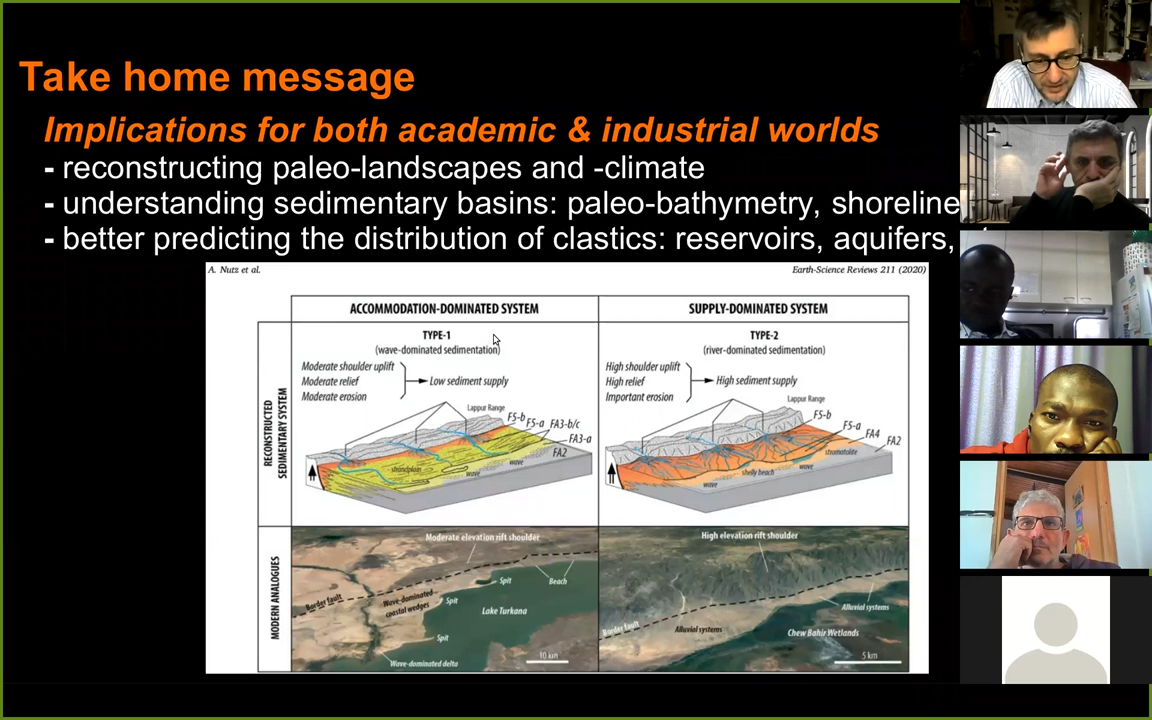 Take home message
Implications for both academic & industrial worlds
- reconstructing paleo-landscapes and -climate
- understanding sedimentary basins: paleo-bathymetry, shoreline
- better predicting the distribution of clastics: reservoirs, aquifers,
A. Nutz et al.
Earth-Science Reviews 211 (2020)
ACCOMMODATION-DOMINATED SYSTEM
SUPPLY-DOMINATED SYSTEM
RECONSTRUCTED
SEDIMENTARY SYSTEM
TYPE-1
(wave-dominated sedimentation)
Moderate shoulder uplift
Moderate relief
Moderate erosion
Low sediment supply
Lappur Range
FS-b
FS-a
FA3-b/c
FA3-a
FA2
strandplain
wave
wave
TYPE-2
(river-dominated sedimentation)
High shoulder uplift
High relief
Important erosion
High sediment supply
Lappur Range
FS-b
FS-a
FA4
FA2
stromatolite
wave
shelly beach
wave
MODERN ANALOGUES
Moderate elevation rift shoulder
Border fault
Wave-dominated
coastal wedges
Spit
Spit
Beach
Lake Turkana
Spit
Wave-dominated delta
10 km
High elevation rift shoulder
Border fault
Alluvial systems
Alluvial systems
Chew Bahir Wetlands
5 km